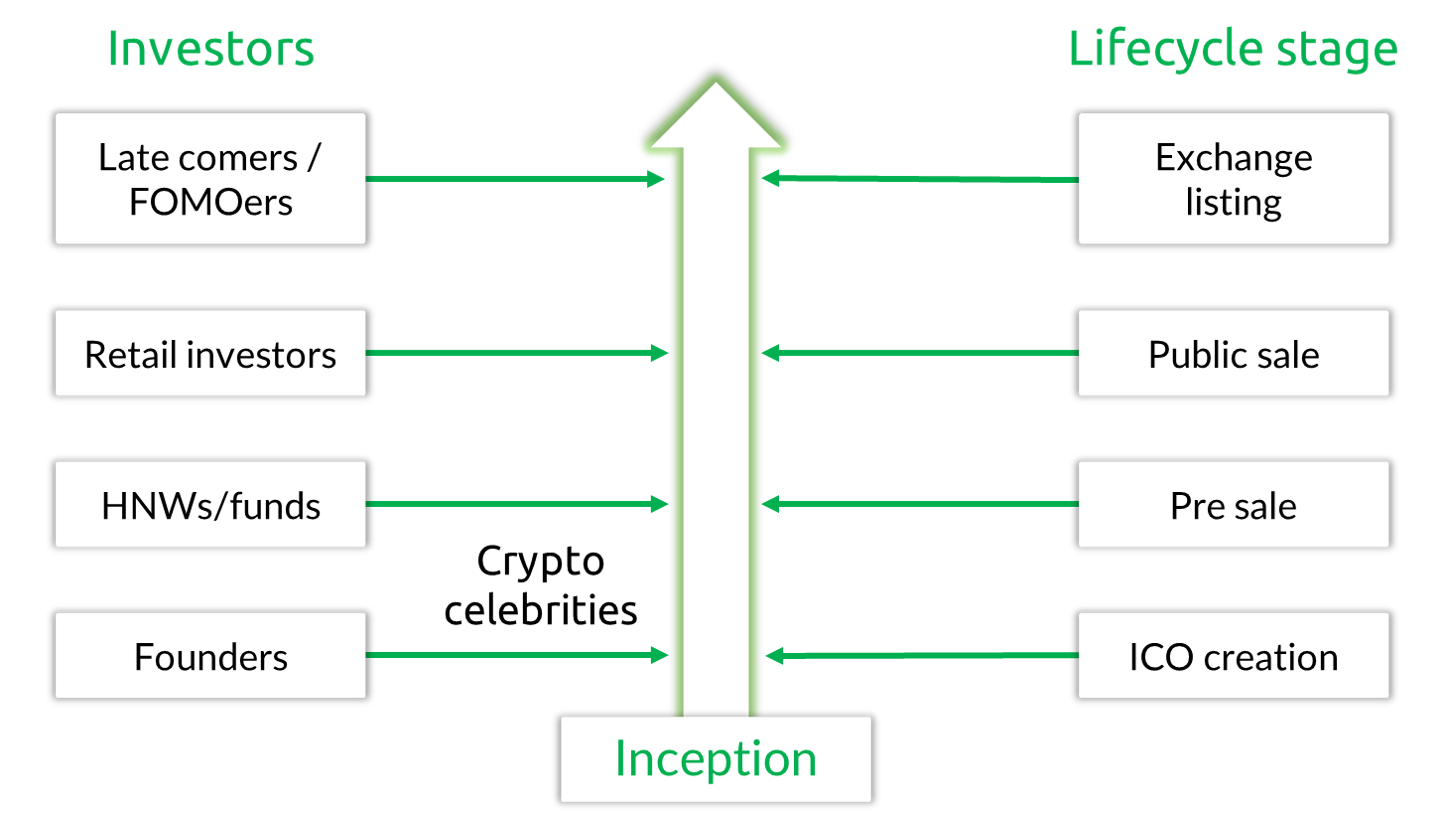 Investors
Lifecycle stage
Late comers /
FOMOers
Exchange
listing
Retail investors
Public sale
HNWs/funds
Pre sale
Crypto
celebrities
Founders
ICO creation
Inception